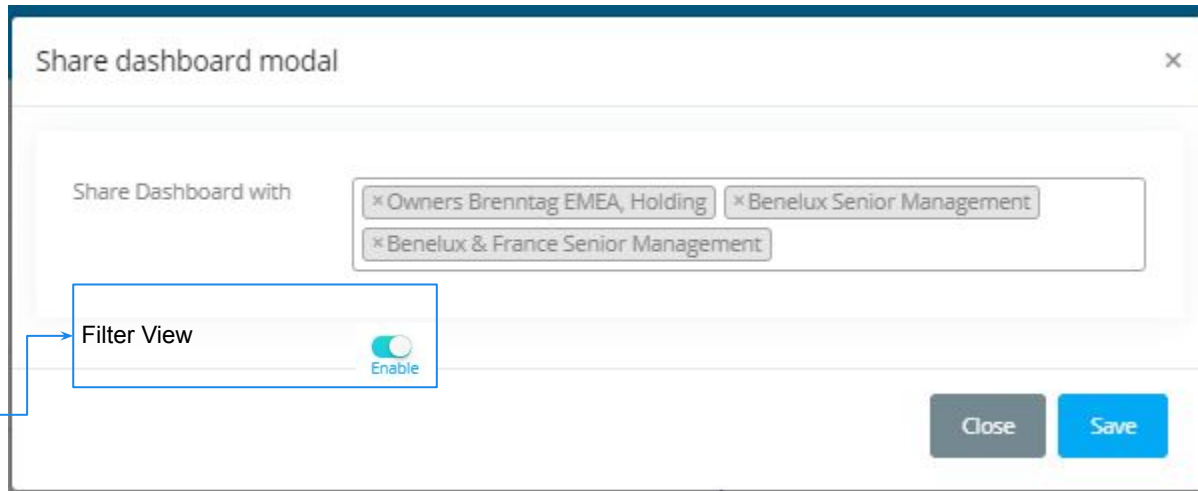 Share dashboard modal ×
Share Dashboard with
×Owners Brenntag EMEA, Holding ×Benelux Senior Management
×Benelux & France Senior Management
Filter View
Enable
Close Save